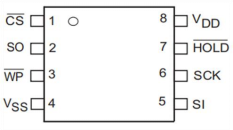 CS 1 8 VDD
SO 2 7 HOLD
WP 3 6 SCK
VSS 4 5 SI